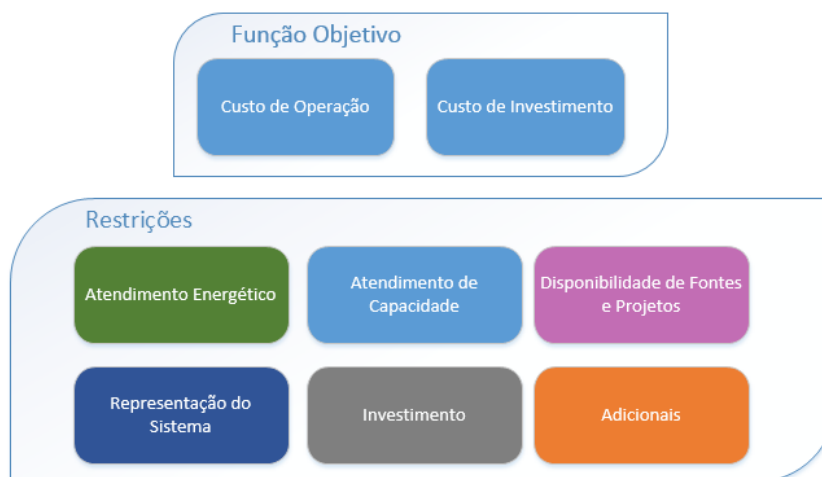 Função Objetivo
Custo de Operação
Custo de Investimento
Restrições
Atendimento Energético
Atendimento de
Capacidade
Disponibilidade de Fontes
e Projetos
Representação do
Sistema
Investimento
Adicionais